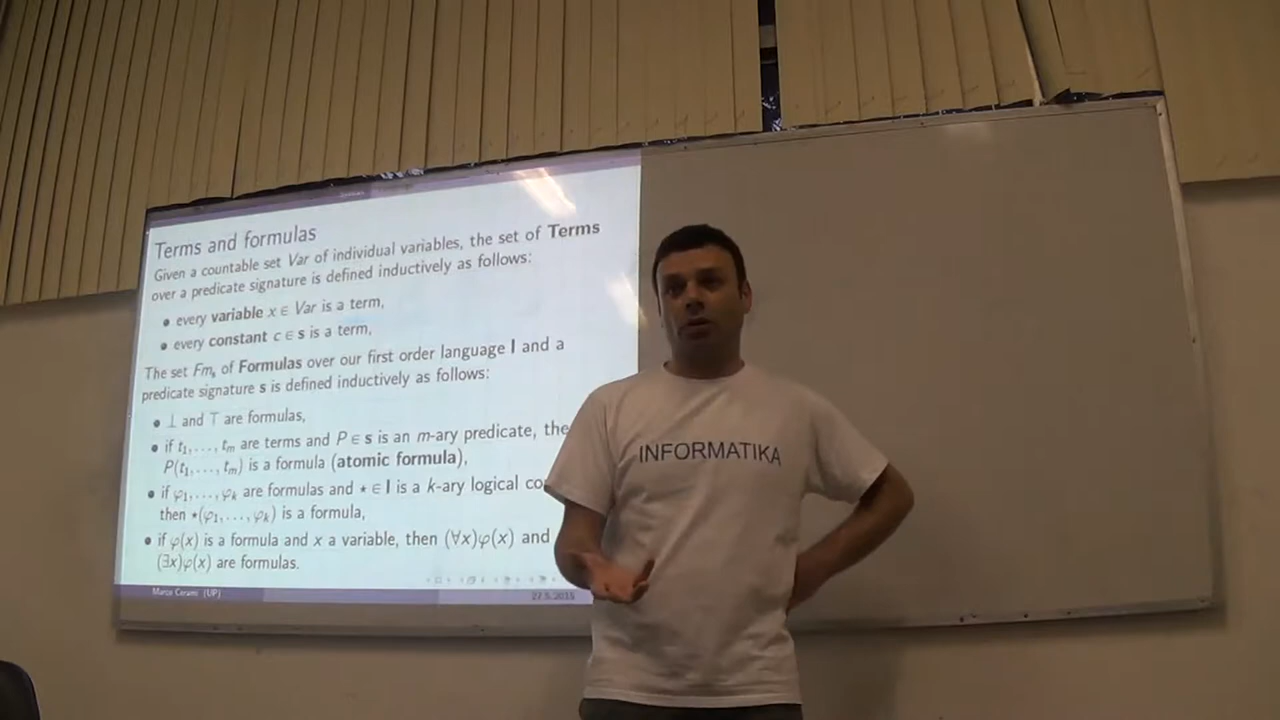 Terms and formulas
Given a countable set Var of individual variables, the set of Terms
over a predicate signature is defined inductively as follows:
• every variable x ∈ Var is a term,
• every constant c ∈ s is a term,
The set Fmₛ of Formulas over our first order language l and a
predicate signature s is defined inductively as follows:
• ⊥ and ⊤ are formulas,
• if t₁, . . . , tₘ are terms and P ∈ s is an m-ary predicate, the
P(t₁, . . . , tₘ) is a formula (atomic formula),
• if φ₁, . . . , φₖ are formulas and ⋆ ∈ l is a k-ary logical co
then ⋆(φ₁, . . . , φₖ) is a formula,
• if φ(x) is a formula and x a variable, then (∀x)φ(x) and
(∃x)φ(x) are formulas.
Marco Cerami (UP)
27.5.2015
INFORMATIKA